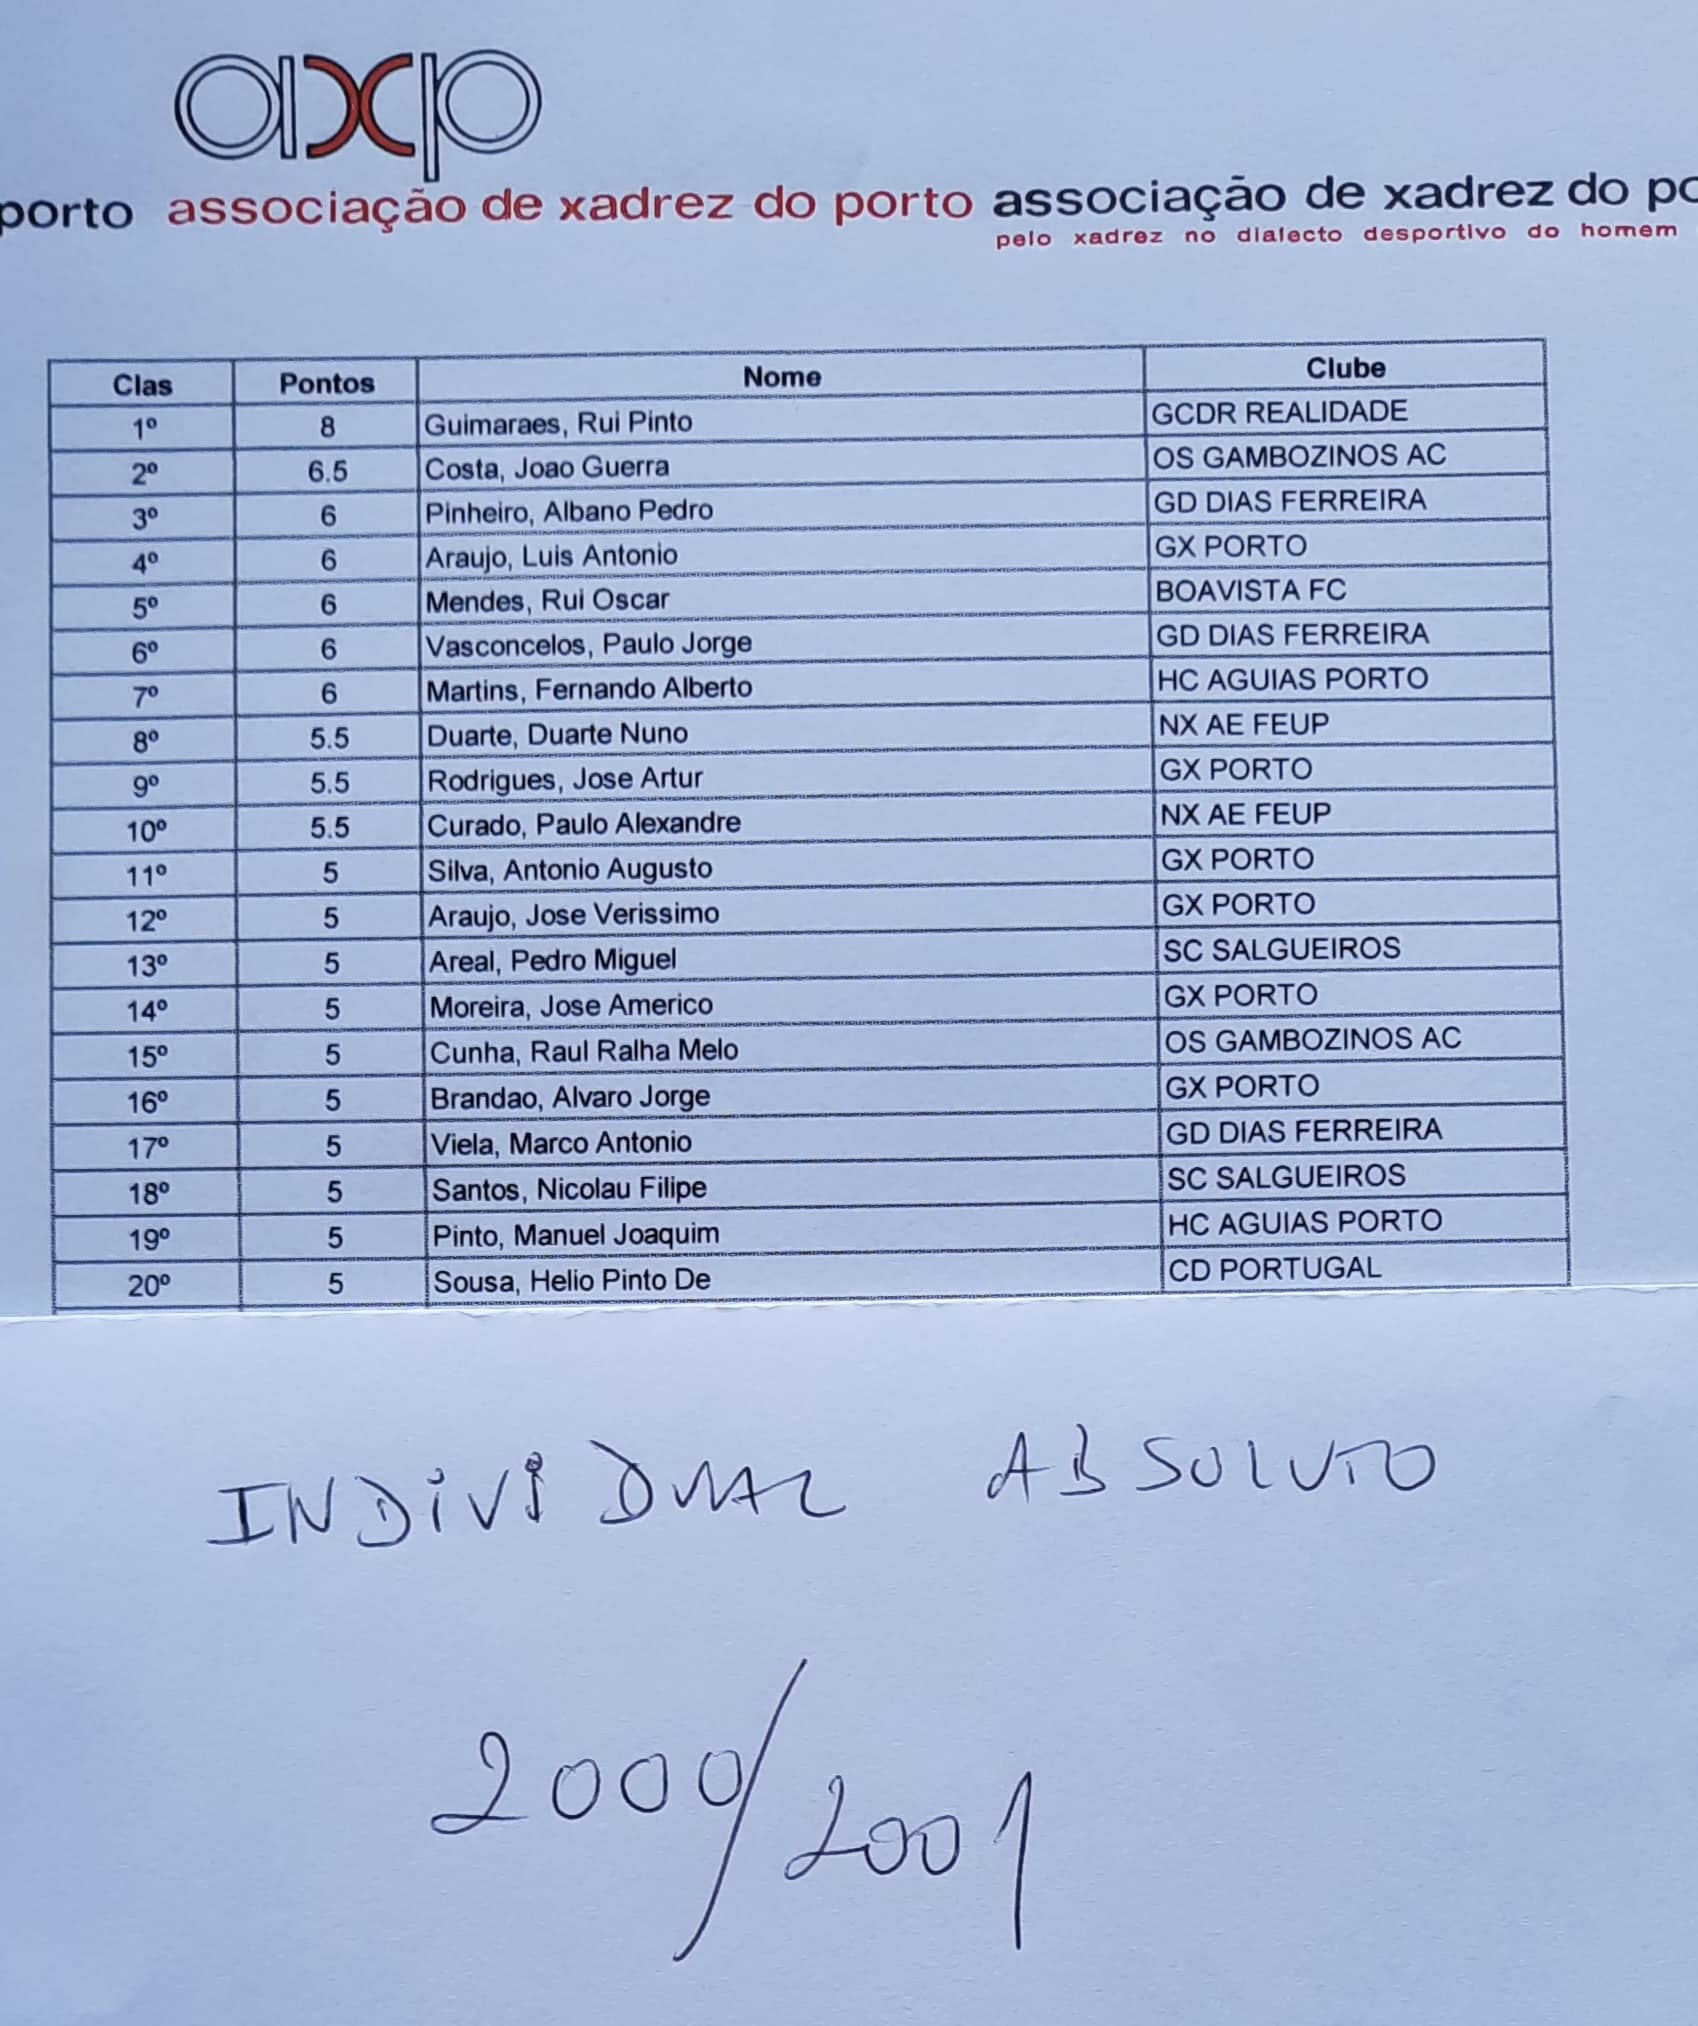 axp
porto associação de xadrez do porto associação de xadrez do po
pelo xadrez no dialecto desportivo do homem
Clas Pontos Nome Clube
1º 8 Guimaraes, Rui Pinto GCDR REALIDADE
2º 6.5 Costa, Joao Guerra OS GAMBOZINOS AC
3º 6 Pinheiro, Albano Pedro GD DIAS FERREIRA
4º 6 Araujo, Luis Antonio GX PORTO
5º 6 Mendes, Rui Oscar BOAVISTA FC
6º 6 Vasconcelos, Paulo Jorge GD DIAS FERREIRA
7º 6 Martins, Fernando Alberto HC AGUIAS PORTO
8º 5.5 Duarte, Duarte Nuno NX AE FEUP
9º 5.5 Rodrigues, Jose Artur GX PORTO
10º 5.5 Curado, Paulo Alexandre NX AE FEUP
11º 5 Silva, Antonio Augusto GX PORTO
12º 5 Araujo, Jose Verissimo GX PORTO
13º 5 Areal, Pedro Miguel SC SALGUEIROS
14º 5 Moreira, Jose Americo GX PORTO
15º 5 Cunha, Raul Ralha Melo OS GAMBOZINOS AC
16º 5 Brandao, Alvaro Jorge GX PORTO
17º 5 Viela, Marco Antonio GD DIAS FERREIRA
18º 5 Santos, Nicolau Filipe SC SALGUEIROS
19º 5 Pinto, Manuel Joaquim HC AGUIAS PORTO
20º 5 Sousa, Helio Pinto De CD PORTUGAL
INDIVIDUAL ABSOLUTO
2000/2001